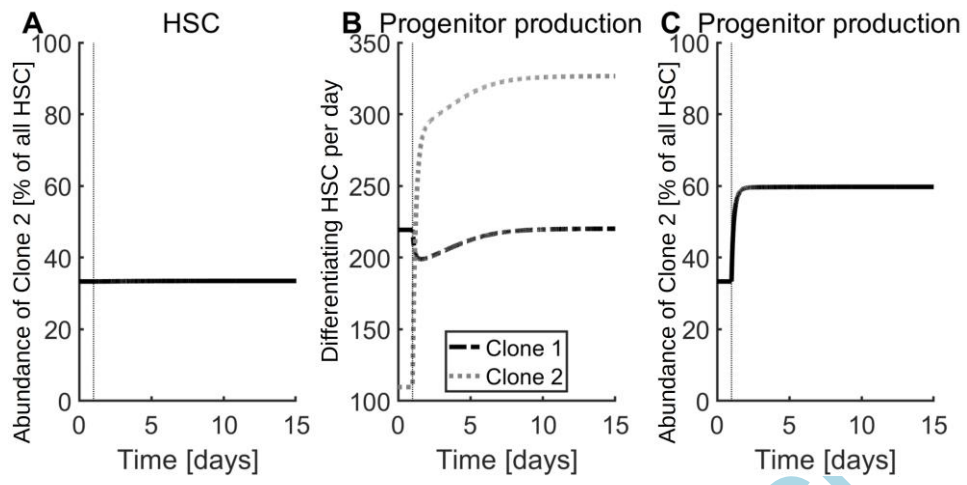 A HSC
Abundance of Clone 2 [% of all HSC]
100
80
60
40
20
0
0 5 10 15
Time [days]
B Progenitor production
Differentiating HSC per day
350
300
250
200
150
100
Clone 1
Clone 2
0 5 10 15
Time [days]
C Progenitor production
Abundance of Clone 2 [% of all HSC]
100
80
60
40
20
0
0 5 10 15
Time [days]